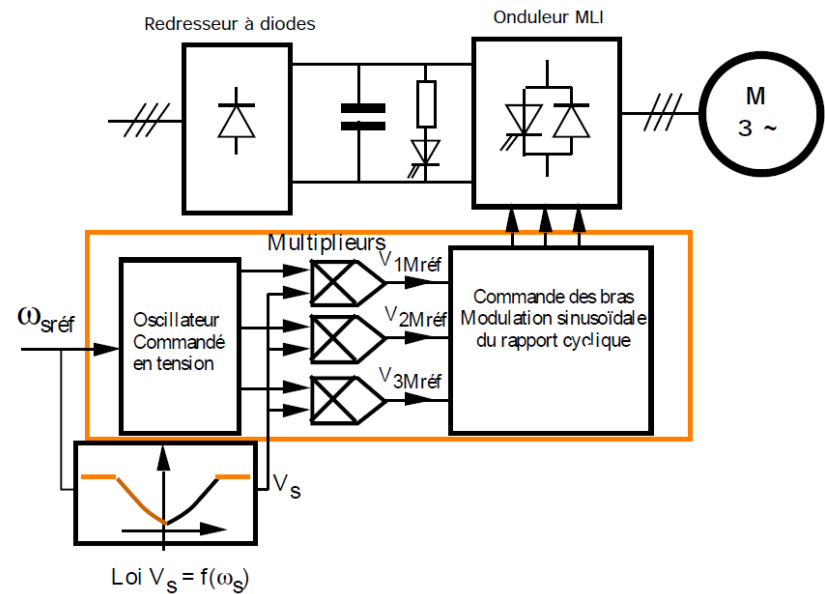 Redresseur à diodes
Onduleur MLI
M
3 ~
Multiplieurs
ωsréf
Oscillateur
Commandé
en tension
V1Mréf
V2Mréf
V3Mréf
Commande des bras
Modulation sinusoïdale
du rapport cyclique
Vs
Loi Vs = f(ωs)